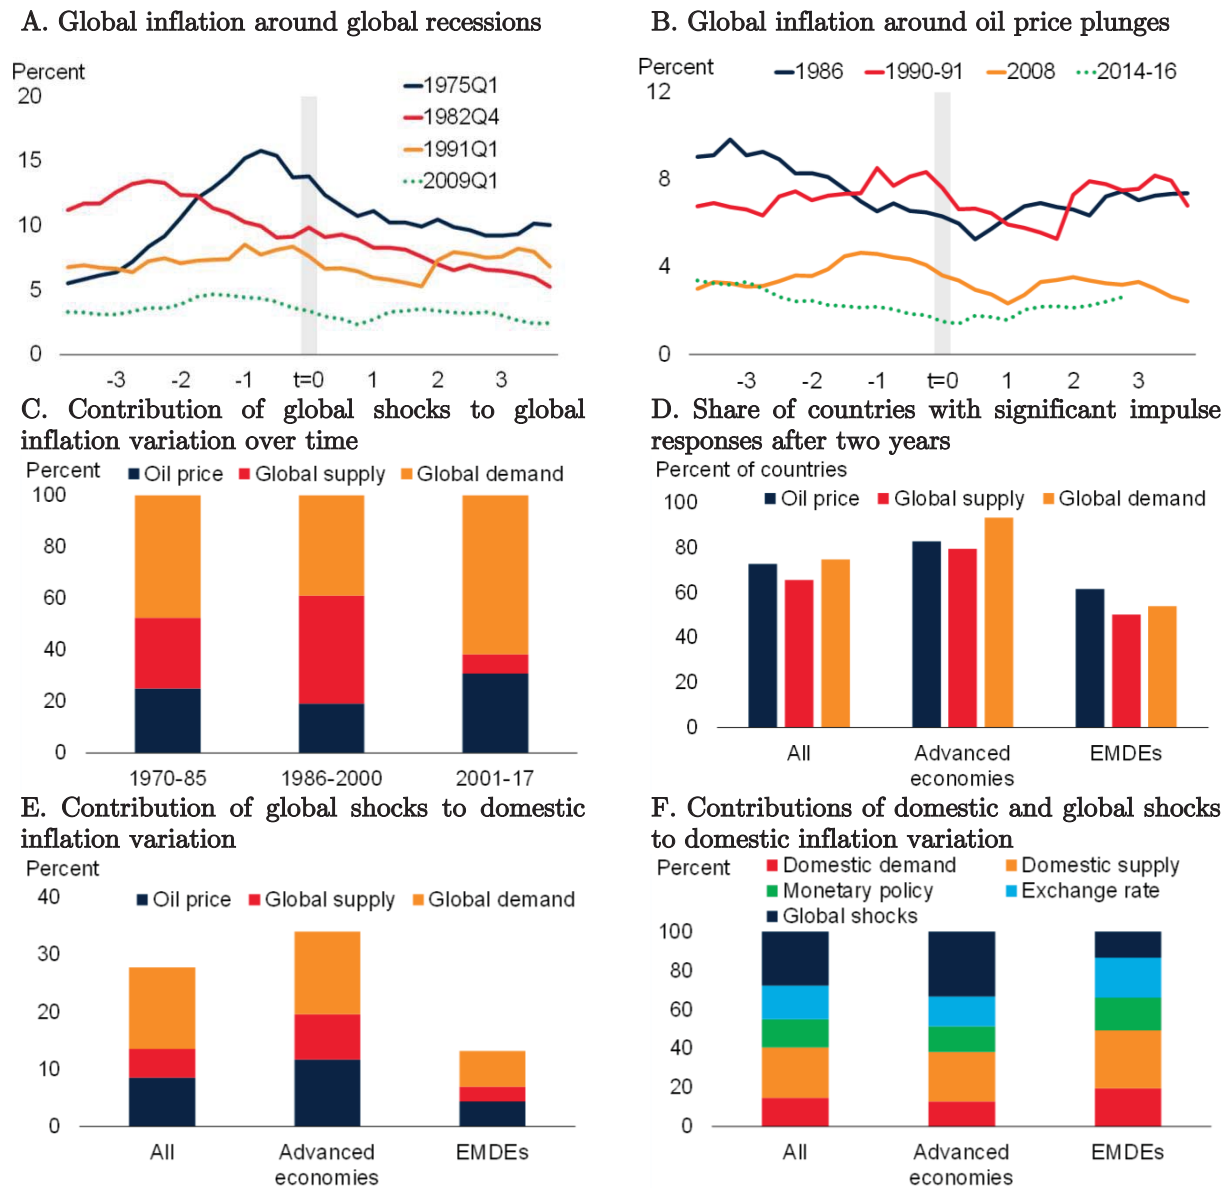 A. Global inflation around global recessions
Percent
1975Q1
1982Q4
1991Q1
2009Q1
20
15
10
5
0
-3 -2 -1 t=0 1 2 3
B. Global inflation around oil price plunges
Percent
1986 1990-91 2008 2014-16
12
8
4
0
-3 -2 -1 t=0 1 2 3
C. Contribution of global shocks to global
inflation variation over time
Percent
Oil price Global supply Global demand
100
80
60
40
20
0
1970-85 1986-2000 2001-17
D. Share of countries with significant impulse
responses after two years
Percent of countries
Oil price Global supply Global demand
100
80
60
40
20
0
All Advanced EMDEs
economies
E. Contribution of global shocks to domestic
inflation variation
Percent
Oil price Global supply Global demand
40
30
20
10
0
All Advanced EMDEs
economies
F. Contributions of domestic and global shocks
to domestic inflation variation
Percent
Domestic demand Domestic supply
Monetary policy Exchange rate
Global shocks
100
80
60
40
20
0
All Advanced EMDEs
economies